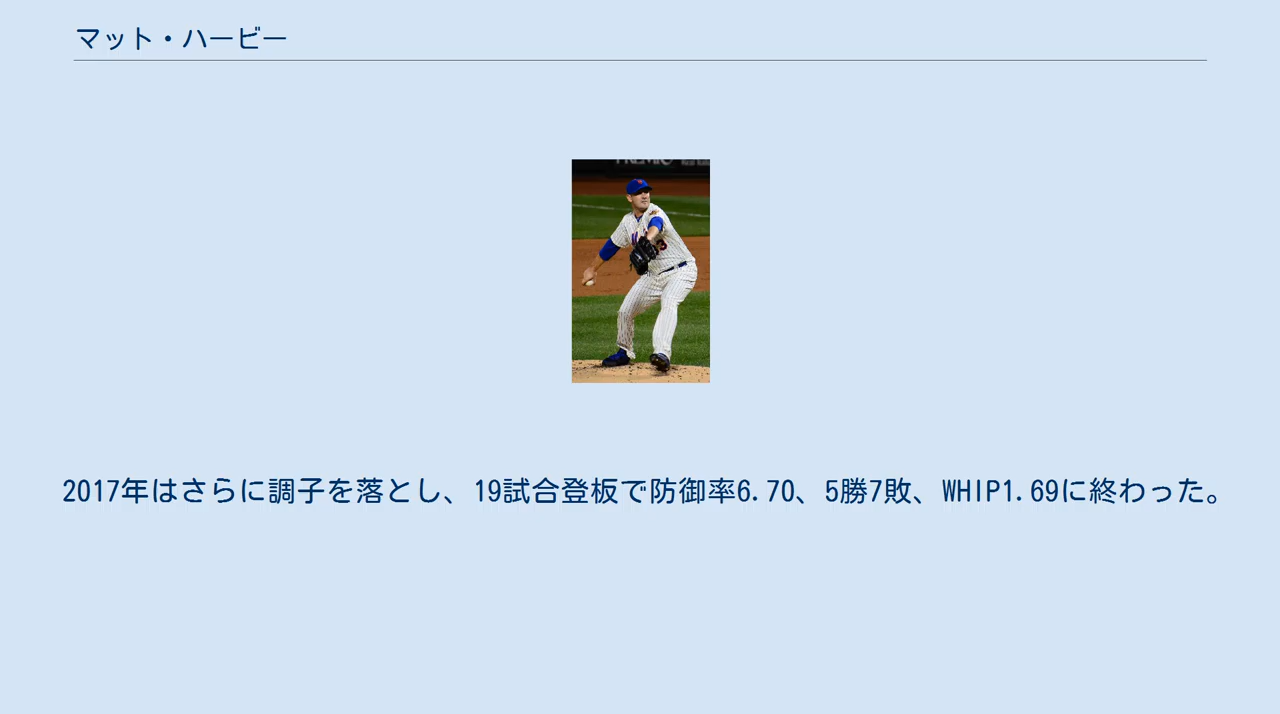 マット・ハービー
2017年はさらに調子を落とし、19試合登板で防御率6.70、5勝7敗、WHIP1.69に終わった。